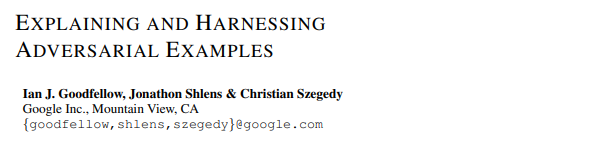 EXPLAINING AND HARNESSING
ADVERSARIAL EXAMPLES
Ian J. Goodfellow, Jonathon Shlens & Christian Szegedy
Google Inc., Mountain View, CA
{goodfellow,shlens,szegedy}@google.com